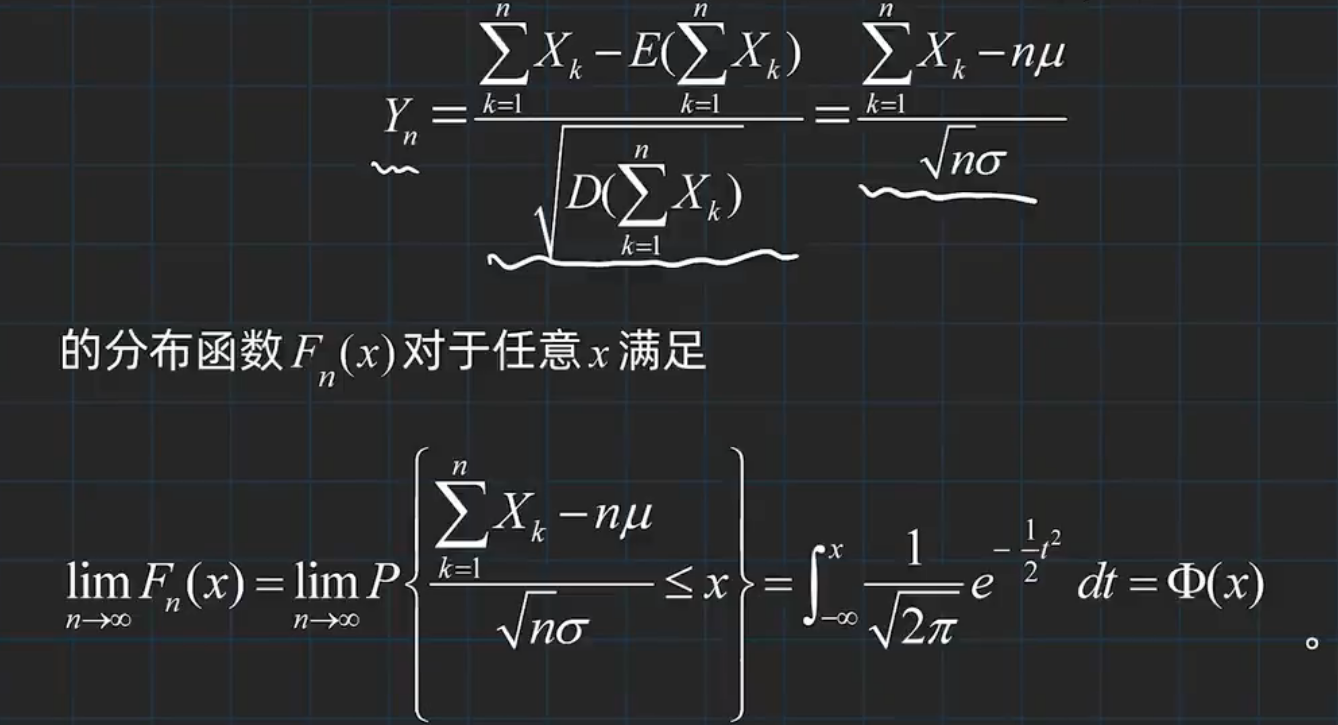 $Y_n = \frac{\sum_{k=1}^{n} X_k - E(\sum_{k=1}^{n} X_k)}{\sqrt{D(\sum_{k=1}^{n} X_k)}} = \frac{\sum_{k=1}^{n} X_k - n\mu}{\sqrt{n}\sigma}$
的分布函数 $F_n(x)$ 对于任意 $x$ 满足
$\lim_{n \to \infty} F_n(x) = \lim_{n \to \infty} P \left\{ \frac{\sum_{k=1}^{n} X_k - n\mu}{\sqrt{n}\sigma} \leq x \right\} = \int_{-\infty}^{x} \frac{1}{\sqrt{2\pi}} e^{-\frac{1}{2}t^2} dt = \Phi(x)$ 。